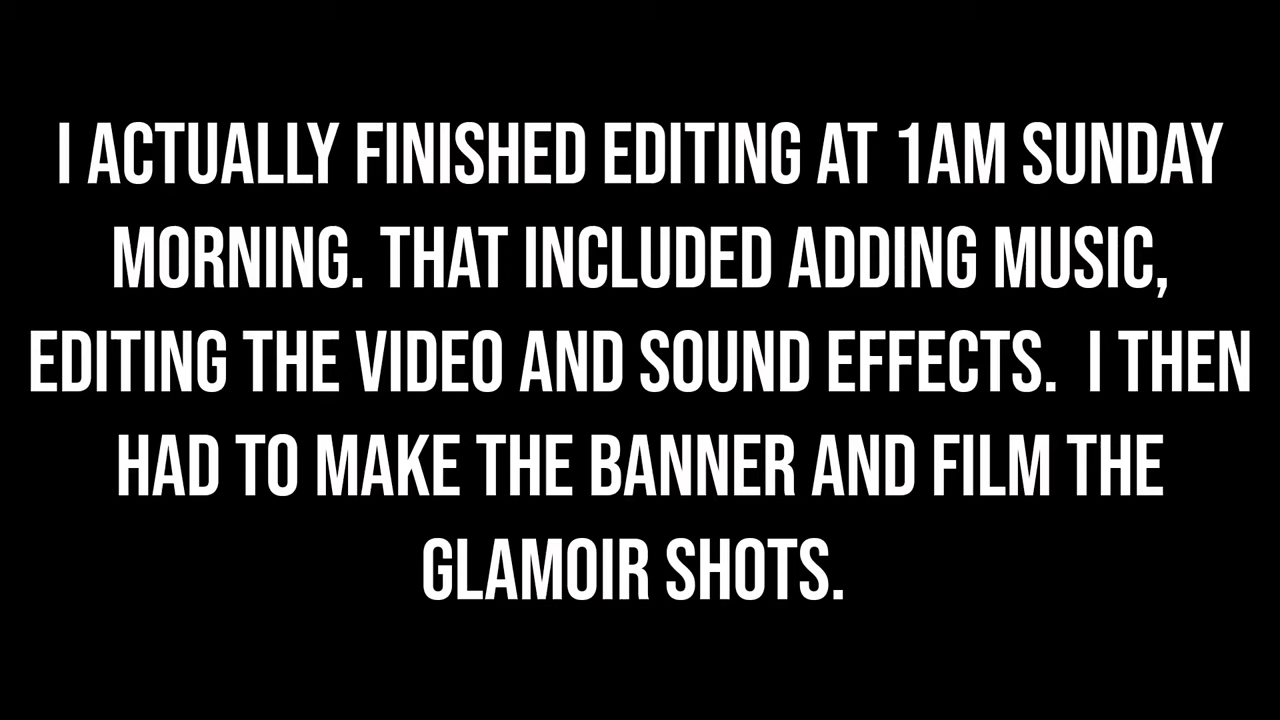 I ACTUALLY FINISHED EDITING AT 1AM SUNDAY
MORNING. THAT INCLUDED ADDING MUSIC,
EDITING THE VIDEO AND SOUND EFFECTS.  I THEN
HAD TO MAKE THE BANNER AND FILM THE
GLAMOIR SHOTS.